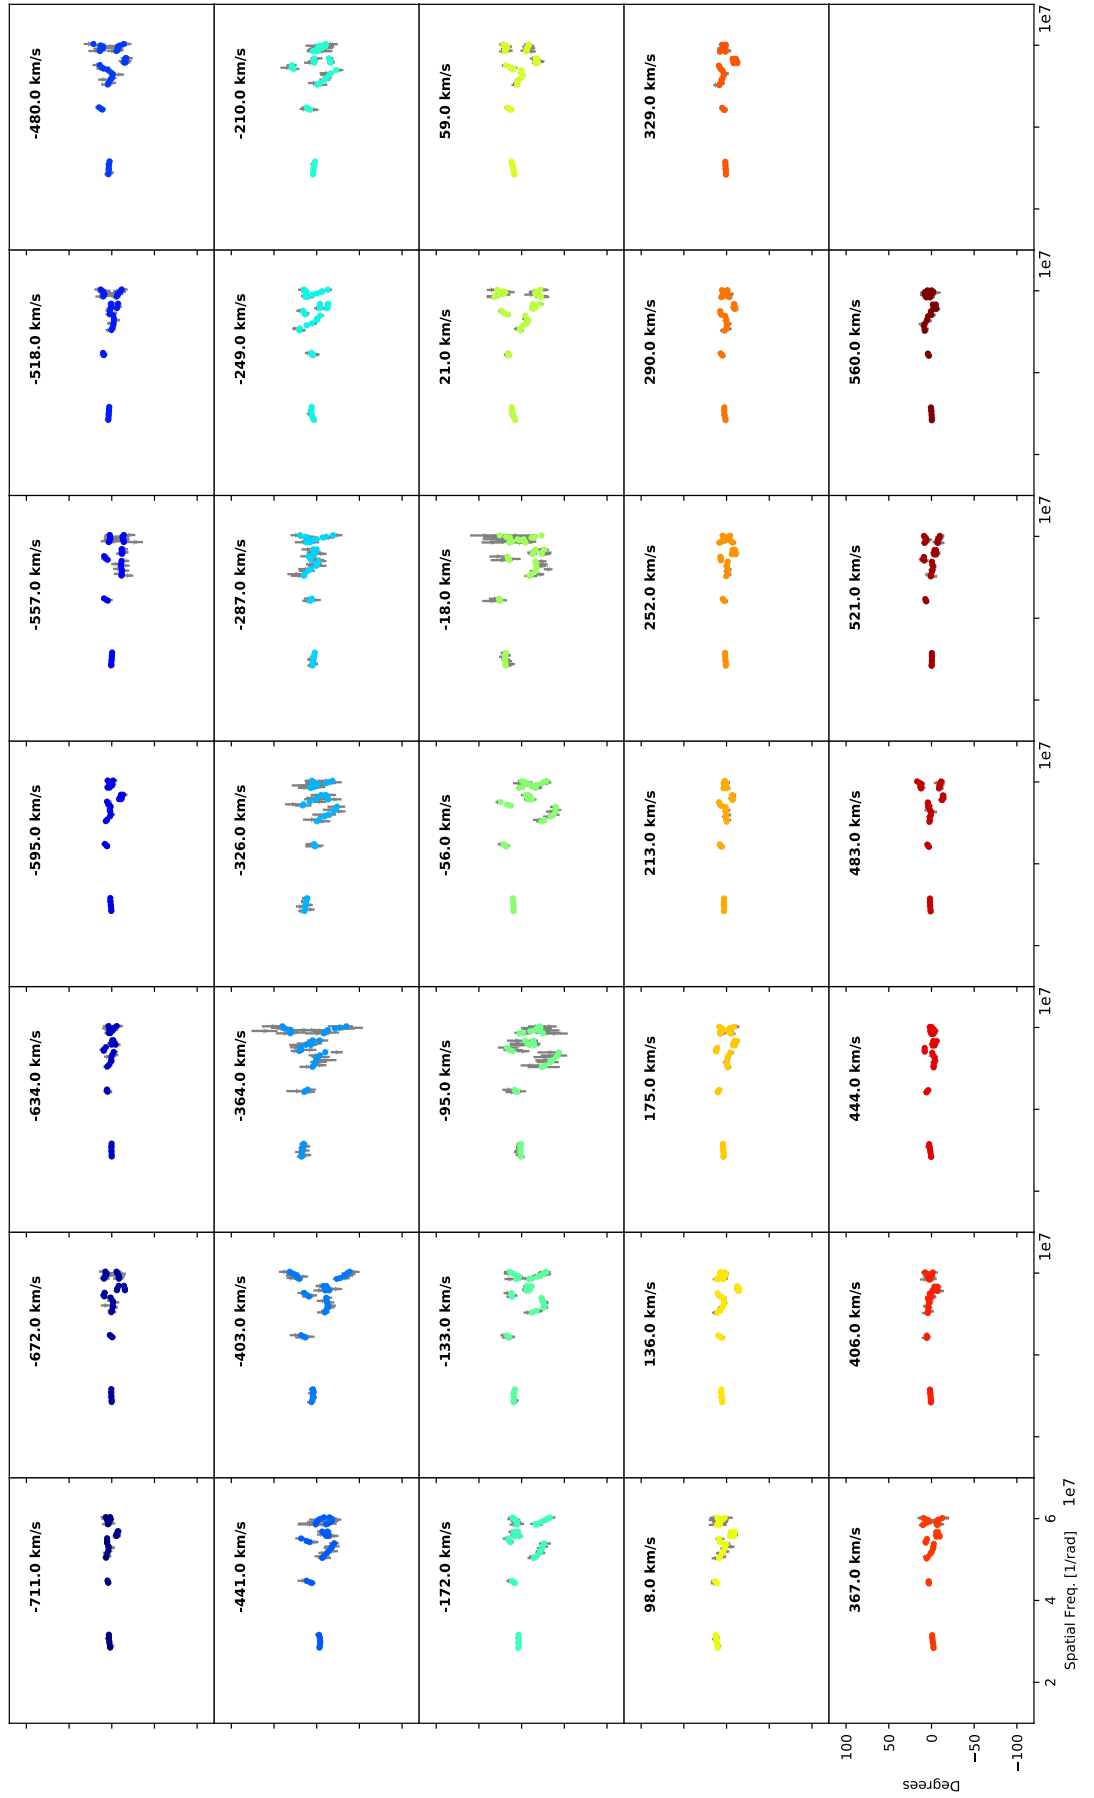 -711.0 km/s
-672.0 km/s
-634.0 km/s
-595.0 km/s
-557.0 km/s
-518.0 km/s
-480.0 km/s
-441.0 km/s
-403.0 km/s
-364.0 km/s
-326.0 km/s
-287.0 km/s
-249.0 km/s
-210.0 km/s
-172.0 km/s
-133.0 km/s
-95.0 km/s
-56.0 km/s
-18.0 km/s
21.0 km/s
59.0 km/s
98.0 km/s
136.0 km/s
175.0 km/s
213.0 km/s
252.0 km/s
290.0 km/s
329.0 km/s
Degrees
100
50
0
−50
−100
367.0 km/s
406.0 km/s
444.0 km/s
483.0 km/s
521.0 km/s
560.0 km/s
2
4
6
1e7
1e7
1e7
1e7
1e7
1e7
1e7
Spatial Freq. [1/rad]